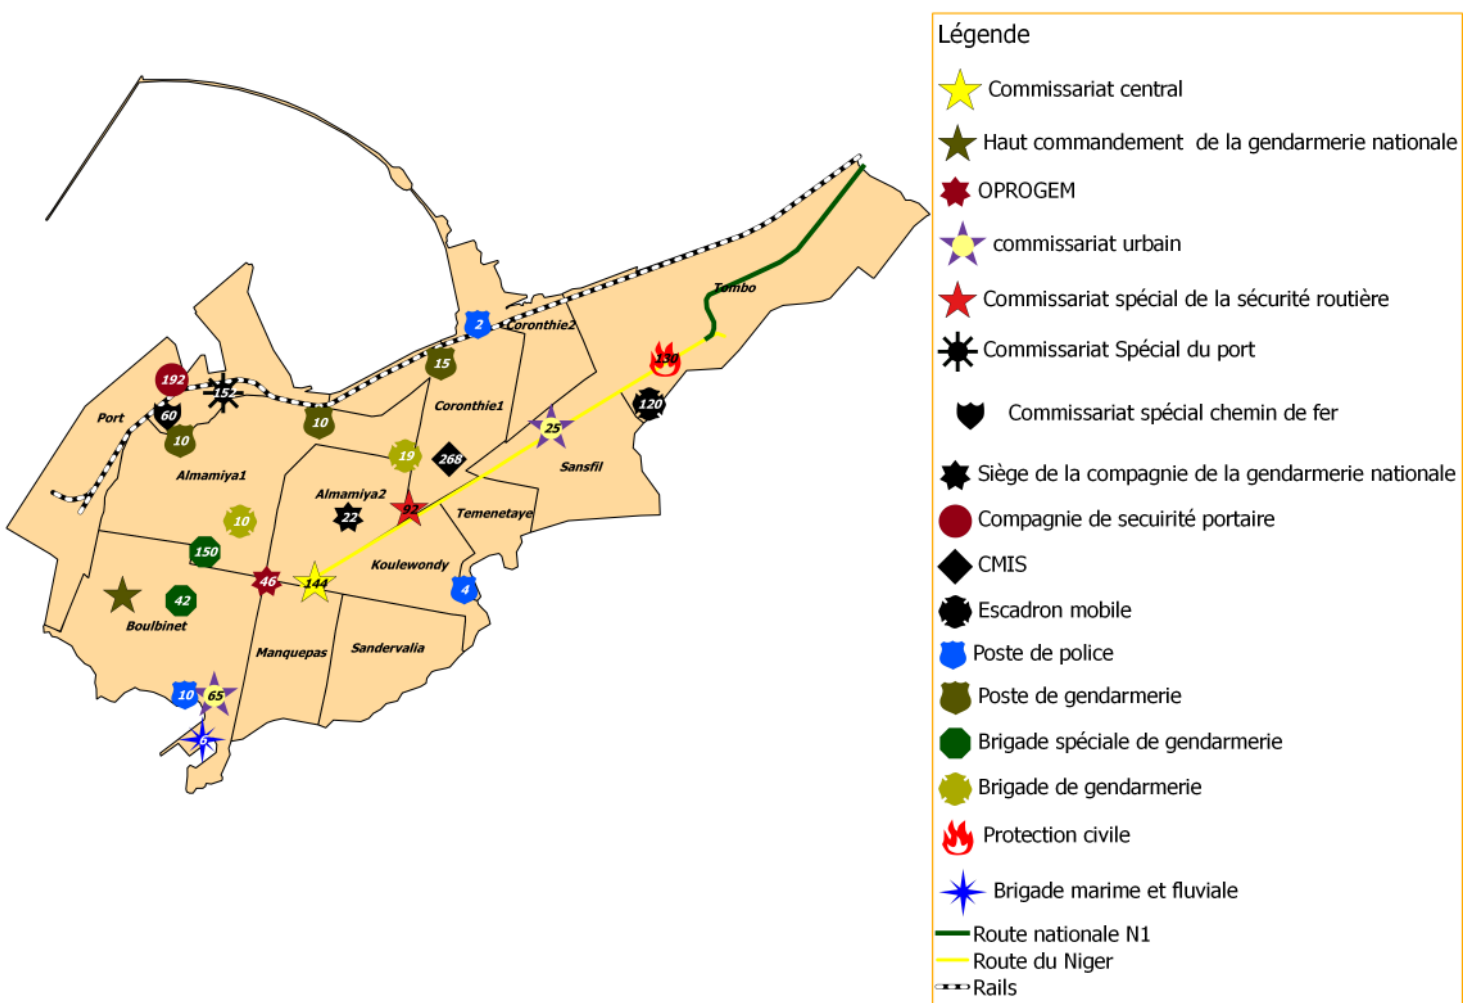 Légende
Commissariat central
Haut commandement de la gendarmerie nationale
OPROGEM
commissariat urbain
Commissariat spécial de la sécurité routière
Commissariat Spécial du port
Commissariat spécial chemin de fer
Siège de la compagnie de la gendarmerie nationale
Compagnie de secuirité portaire
CMIS
Escadron mobile
Poste de police
Poste de gendarmerie
Brigade spéciale de gendarmerie
Brigade de gendarmerie
Protection civile
Brigade marime et fluviale
Route nationale N1
Route du Niger
Rails
Tombo
2
Coronthie2
130
15
192
152
120
Coronthie1
60
Port
10
25
10
19
268
Sansfil
Almamiya1
Almamiya2
92
22
Temenetaye
10
150
Koulewondy
46
144
4
42
Boulbinet
Manquepas
Sandervalia
10
65
6